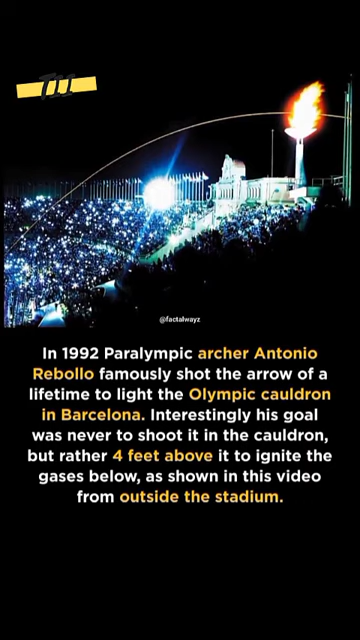 TIL
@factalwayz
In 1992 Paralympic archer Antonio
Rebollo famously shot the arrow of a
lifetime to light the Olympic cauldron
in Barcelona. Interestingly his goal
was never to shoot it in the cauldron,
but rather 4 feet above it to ignite the
gases below, as shown in this video
from outside the stadium.